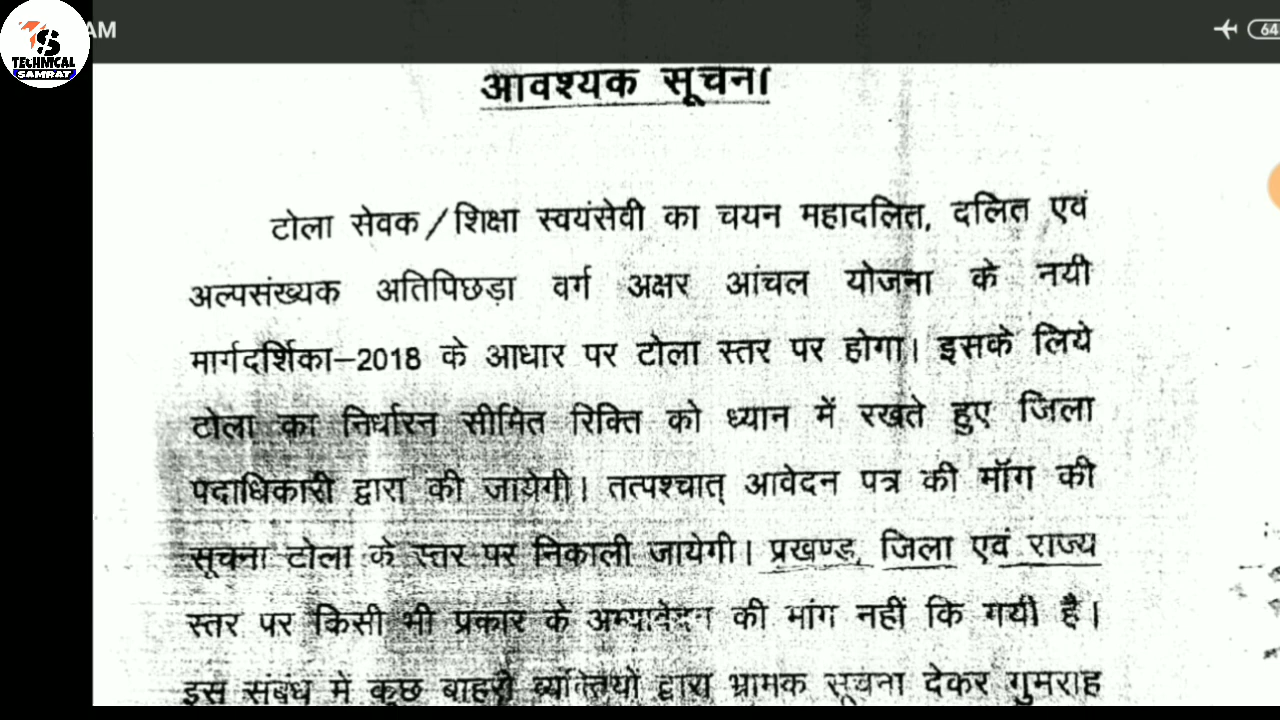 TS
TECHNICAL
SAMRAT
AM
64
आवश्यक सूचना
टोला सेवक/शिक्षा स्वयंसेवी का चयन महादलित, दलित एवं
अल्पसंख्यक अतिपिछड़ा वर्ग अक्षर आंचल योजना के नयी
मार्गदर्शिका–2018 के आधार पर टोला स्तर पर होगा। इसके लिये
टोला का निर्धारन सीमित रिक्ति को ध्यान में रखते हुए जिला
पदाधिकारी द्वारा की जायेगी। तत्पश्चात् आवेदन पत्र की मॉंग की
सूचना टोला के स्तर पर निकाली जायेगी। प्रखण्ड, जिला एवं राज्य
स्तर पर किसी भी प्रकार के अभ्यावेदन की मांग नहीं कि गयी है।
इस संबंध में कुछ बाहरी व्यक्तियों द्वारा भ्रामक सूचना देकर गुमराह